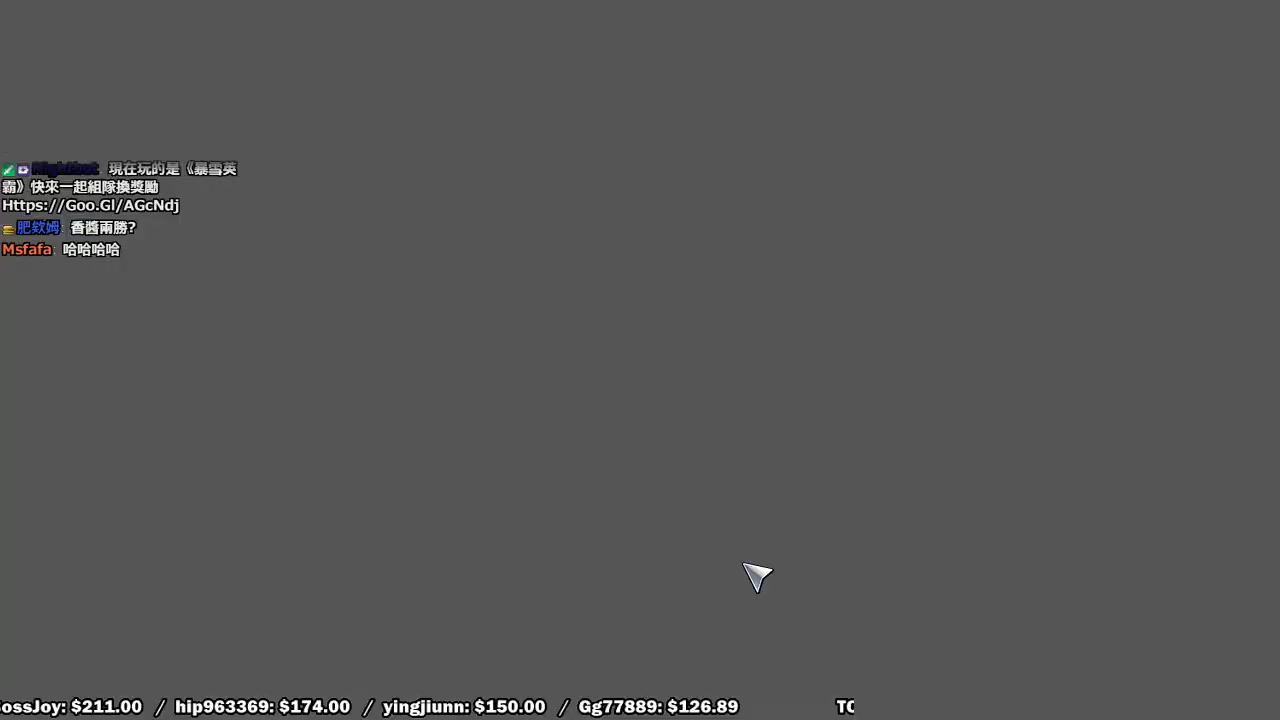 Nightbot: 現在玩的是《暴雪英
霸》快來一起組隊換獎勵
Https://Goo.Gl/AGcNdj
肥欸姆: 香醬兩勝?
Msfafa: 哈哈哈哈
ossJoy: $211.00 / hip963369: $174.00 / yingjiunn: $150.00 / Gg77889: $126.89